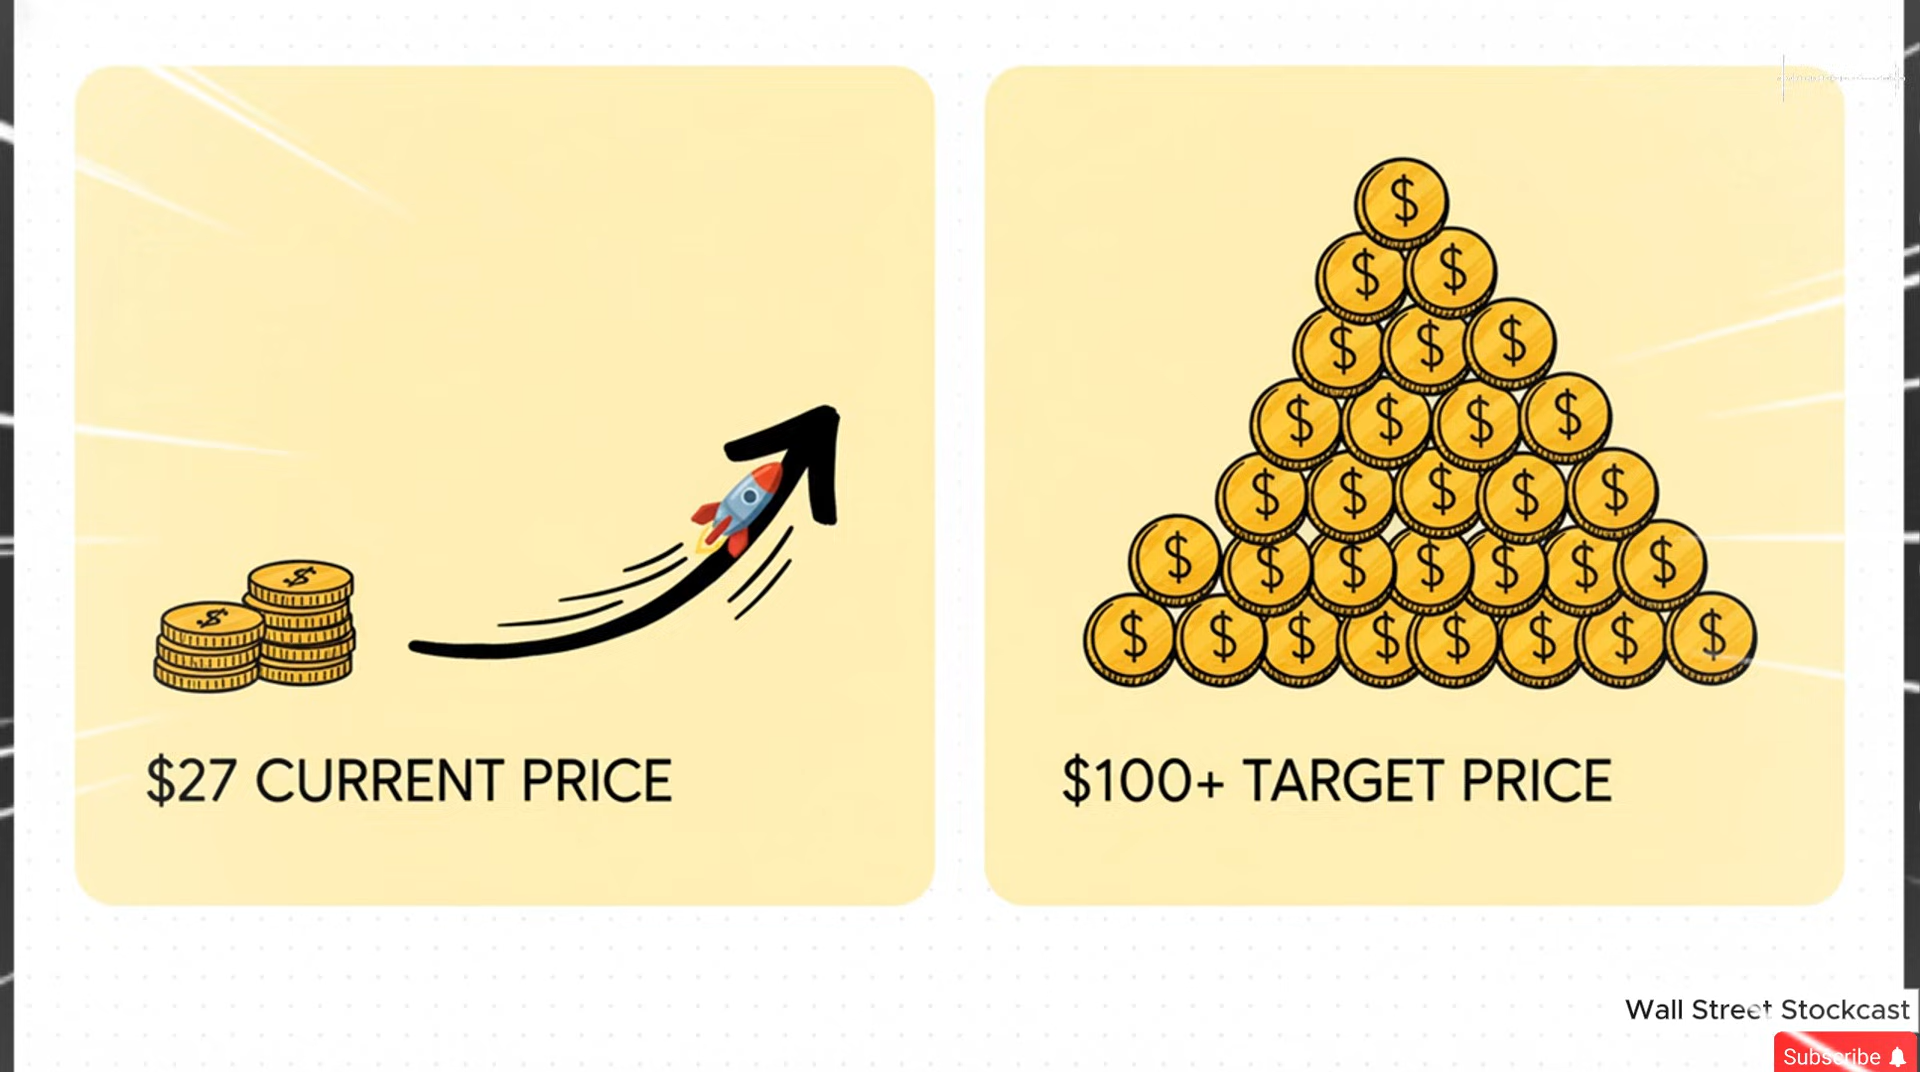 $27 CURRENT PRICE
$100+ TARGET PRICE
Wall Street Stockcast
Subscribe